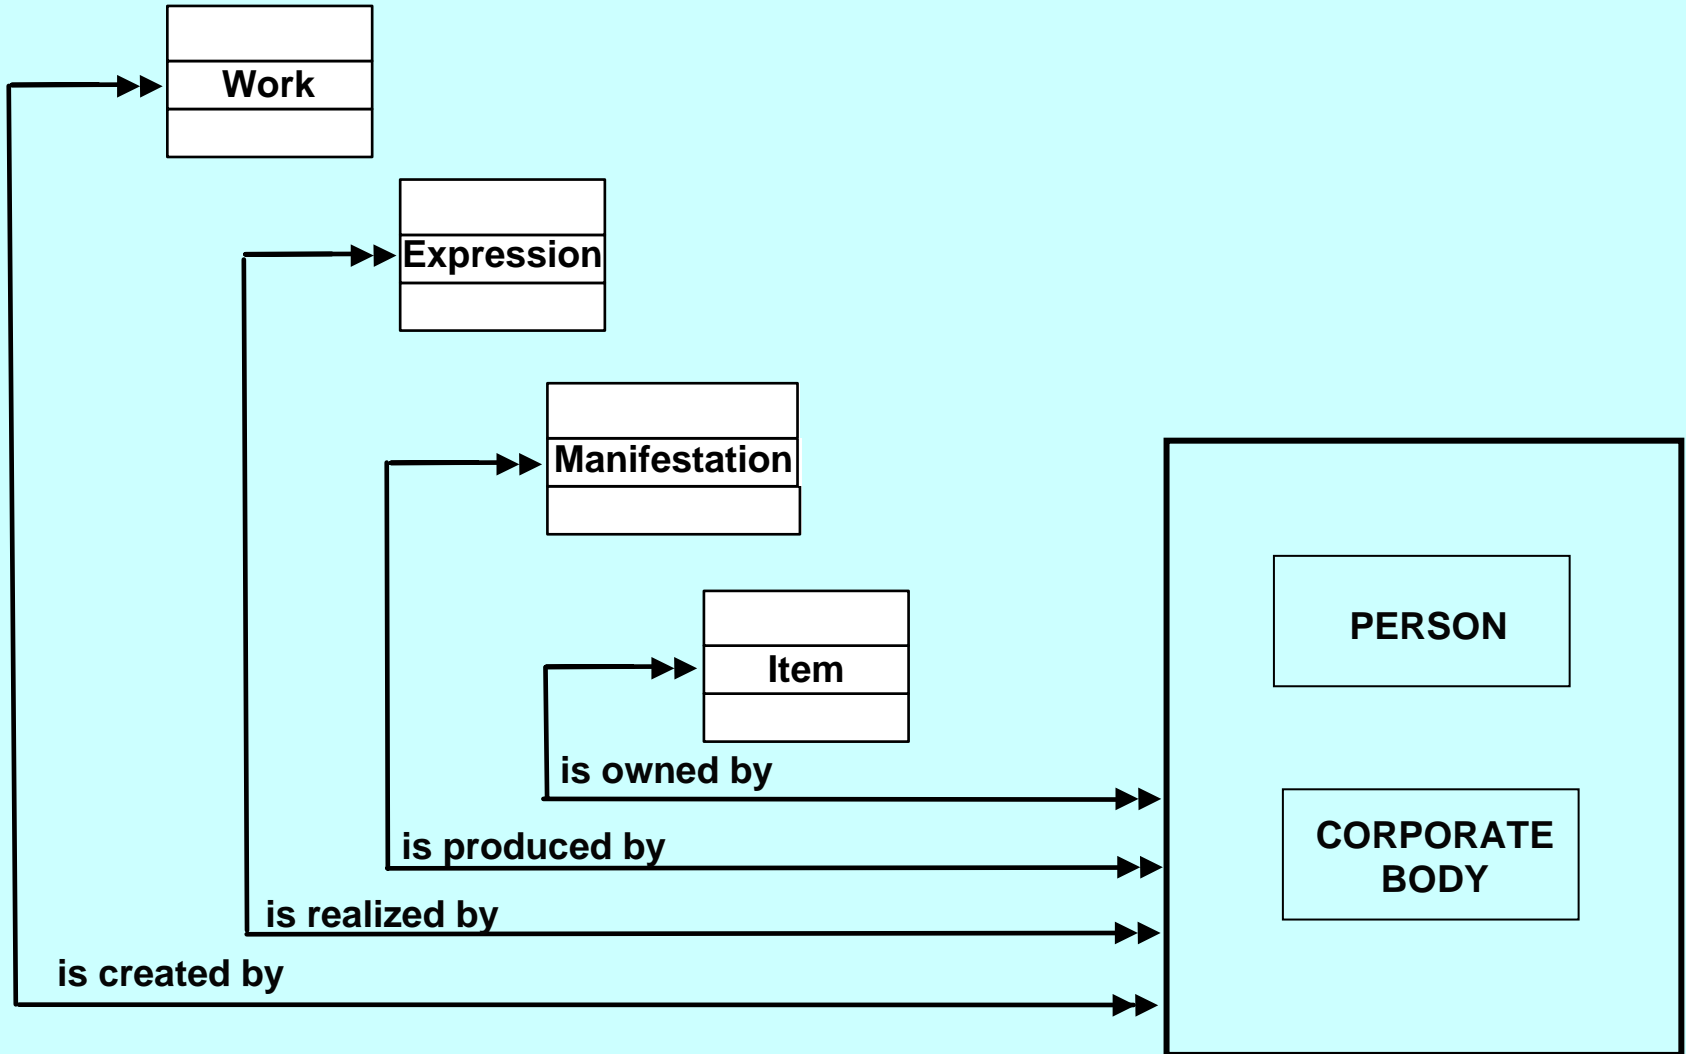 Work
Expression
Manifestation
Item
is owned by
is produced by
is realized by
is created by
PERSON
CORPORATE
BODY